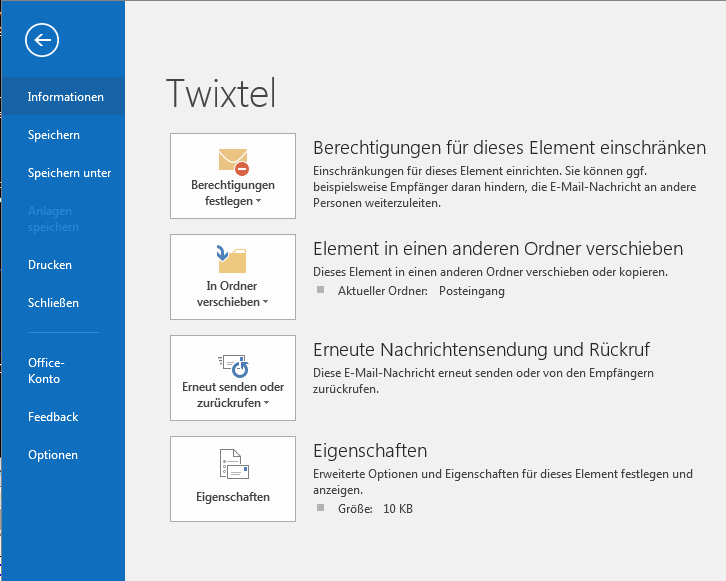 Informationen
Speichern
Speichern unter
Anlagen
speichern
Drucken
Schließen
Office-
Konto
Feedback
Optionen
Twixtel
Berechtigungen
festlegen
Berechtigungen für dieses Element einschränken
Einschränkungen für dieses Element einrichten. Sie können ggf.
beispielsweise Empfänger daran hindern, die E-Mail-Nachricht an andere
Personen weiterzuleiten.
In Ordner
verschieben
Element in einen anderen Ordner verschieben
Dieses Element in einen anderen Ordner verschieben oder kopieren.
Aktueller Ordner: Posteingang
Erneut senden oder
zurückrufen
Erneute Nachrichtensendung und Rückruf
Diese E-Mail-Nachricht erneut senden oder von den Empfängern
zurückrufen.
Eigenschaften
Eigenschaften
Erweiterte Optionen und Eigenschaften für dieses Element festlegen und
anzeigen.
Größe: 10 KB